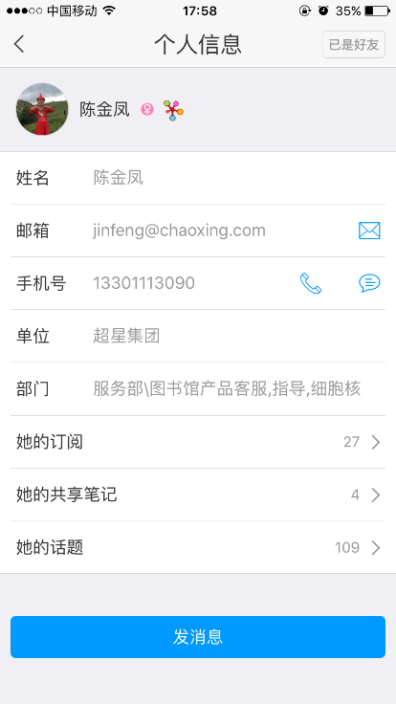 中国移动 17:58 35%
个人信息 已是好友
陈金凤
姓名 陈金凤
邮箱 jinfeng@chaoxing.com
手机号 13301113090
单位 超星集团
部门 服务部\图书馆产品客服,指导,细胞核
她的订阅 27
她的共享笔记 4
她的话题 109
发消息